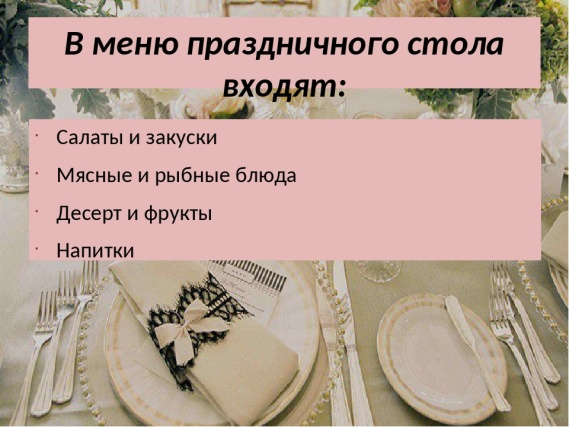 В меню праздничного стола
входят:
Салаты и закуски
Мясные и рыбные блюда
Десерт и фрукты
Напитки